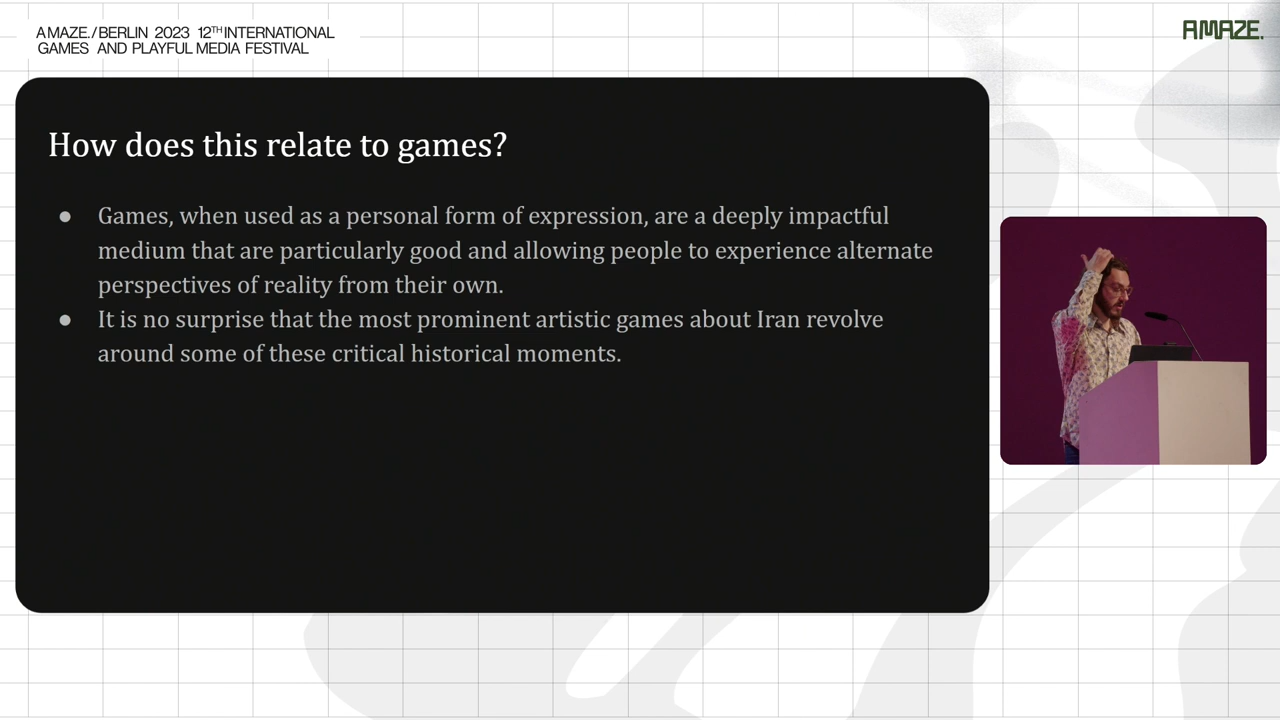 A MAZE./ BERLIN 2023 12TH INTERNATIONAL
GAMES AND PLAYFUL MEDIA FESTIVAL
AMAZE.
How does this relate to games?
● Games, when used as a personal form of expression, are a deeply impactful
medium that are particularly good and allowing people to experience alternate
perspectives of reality from their own.
● It is no surprise that the most prominent artistic games about Iran revolve
around some of these critical historical moments.